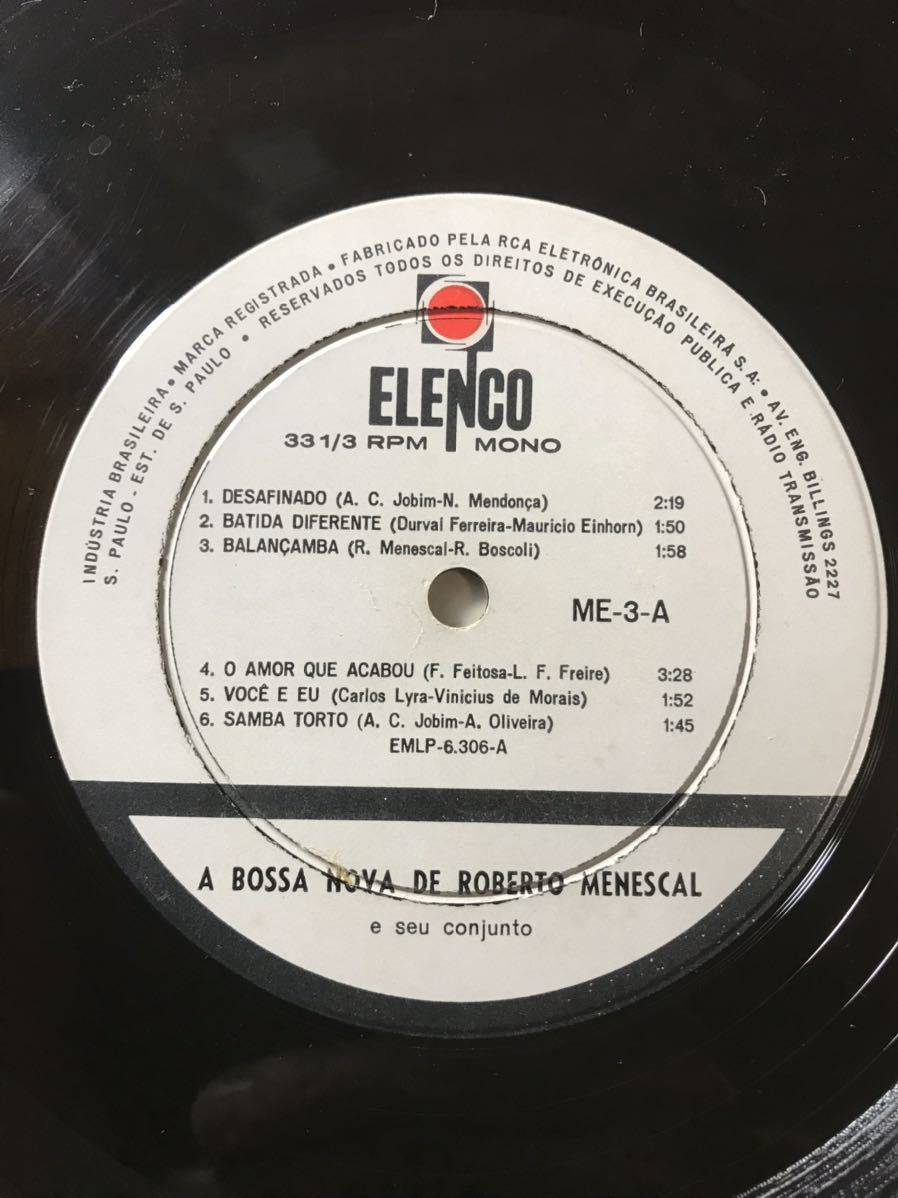 INDÚSTRIA BRASILEIRA • MARCA REGISTRADA • FABRICADO PELA RCA ELETRÔNICA BRASILEIRA S.A. • AV. ENG. BILLINGS 2227
S. PAULO - EST. DE S. PAULO • RESERVADOS TODOS OS DIREITOS DE EXECUÇÃO PUBLICA E RÁDIO TRANSMISSÃO
ELENCO
33 1/3 RPM MONO
1. DESAFINADO (A. C. Jobim-N. Mendonça) 2:19
2. BATIDA DIFERENTE (Durval Ferreira-Mauricio Einhorn) 1:50
3. BALANÇAMBA (R. Menescal-R. Boscoli) 1:58
ME-3-A
4. O AMOR QUE ACABOU (F. Feitosa-L. F. Freire) 3:28
5. VOCÊ E EU (Carlos Lyra-Vinicius de Morais) 1:52
6. SAMBA TORTO (A. C. Jobim-A. Oliveira) 1:45
EMLP-6.306-A
A BOSSA NOVA DE ROBERTO MENESCAL
e seu conjunto